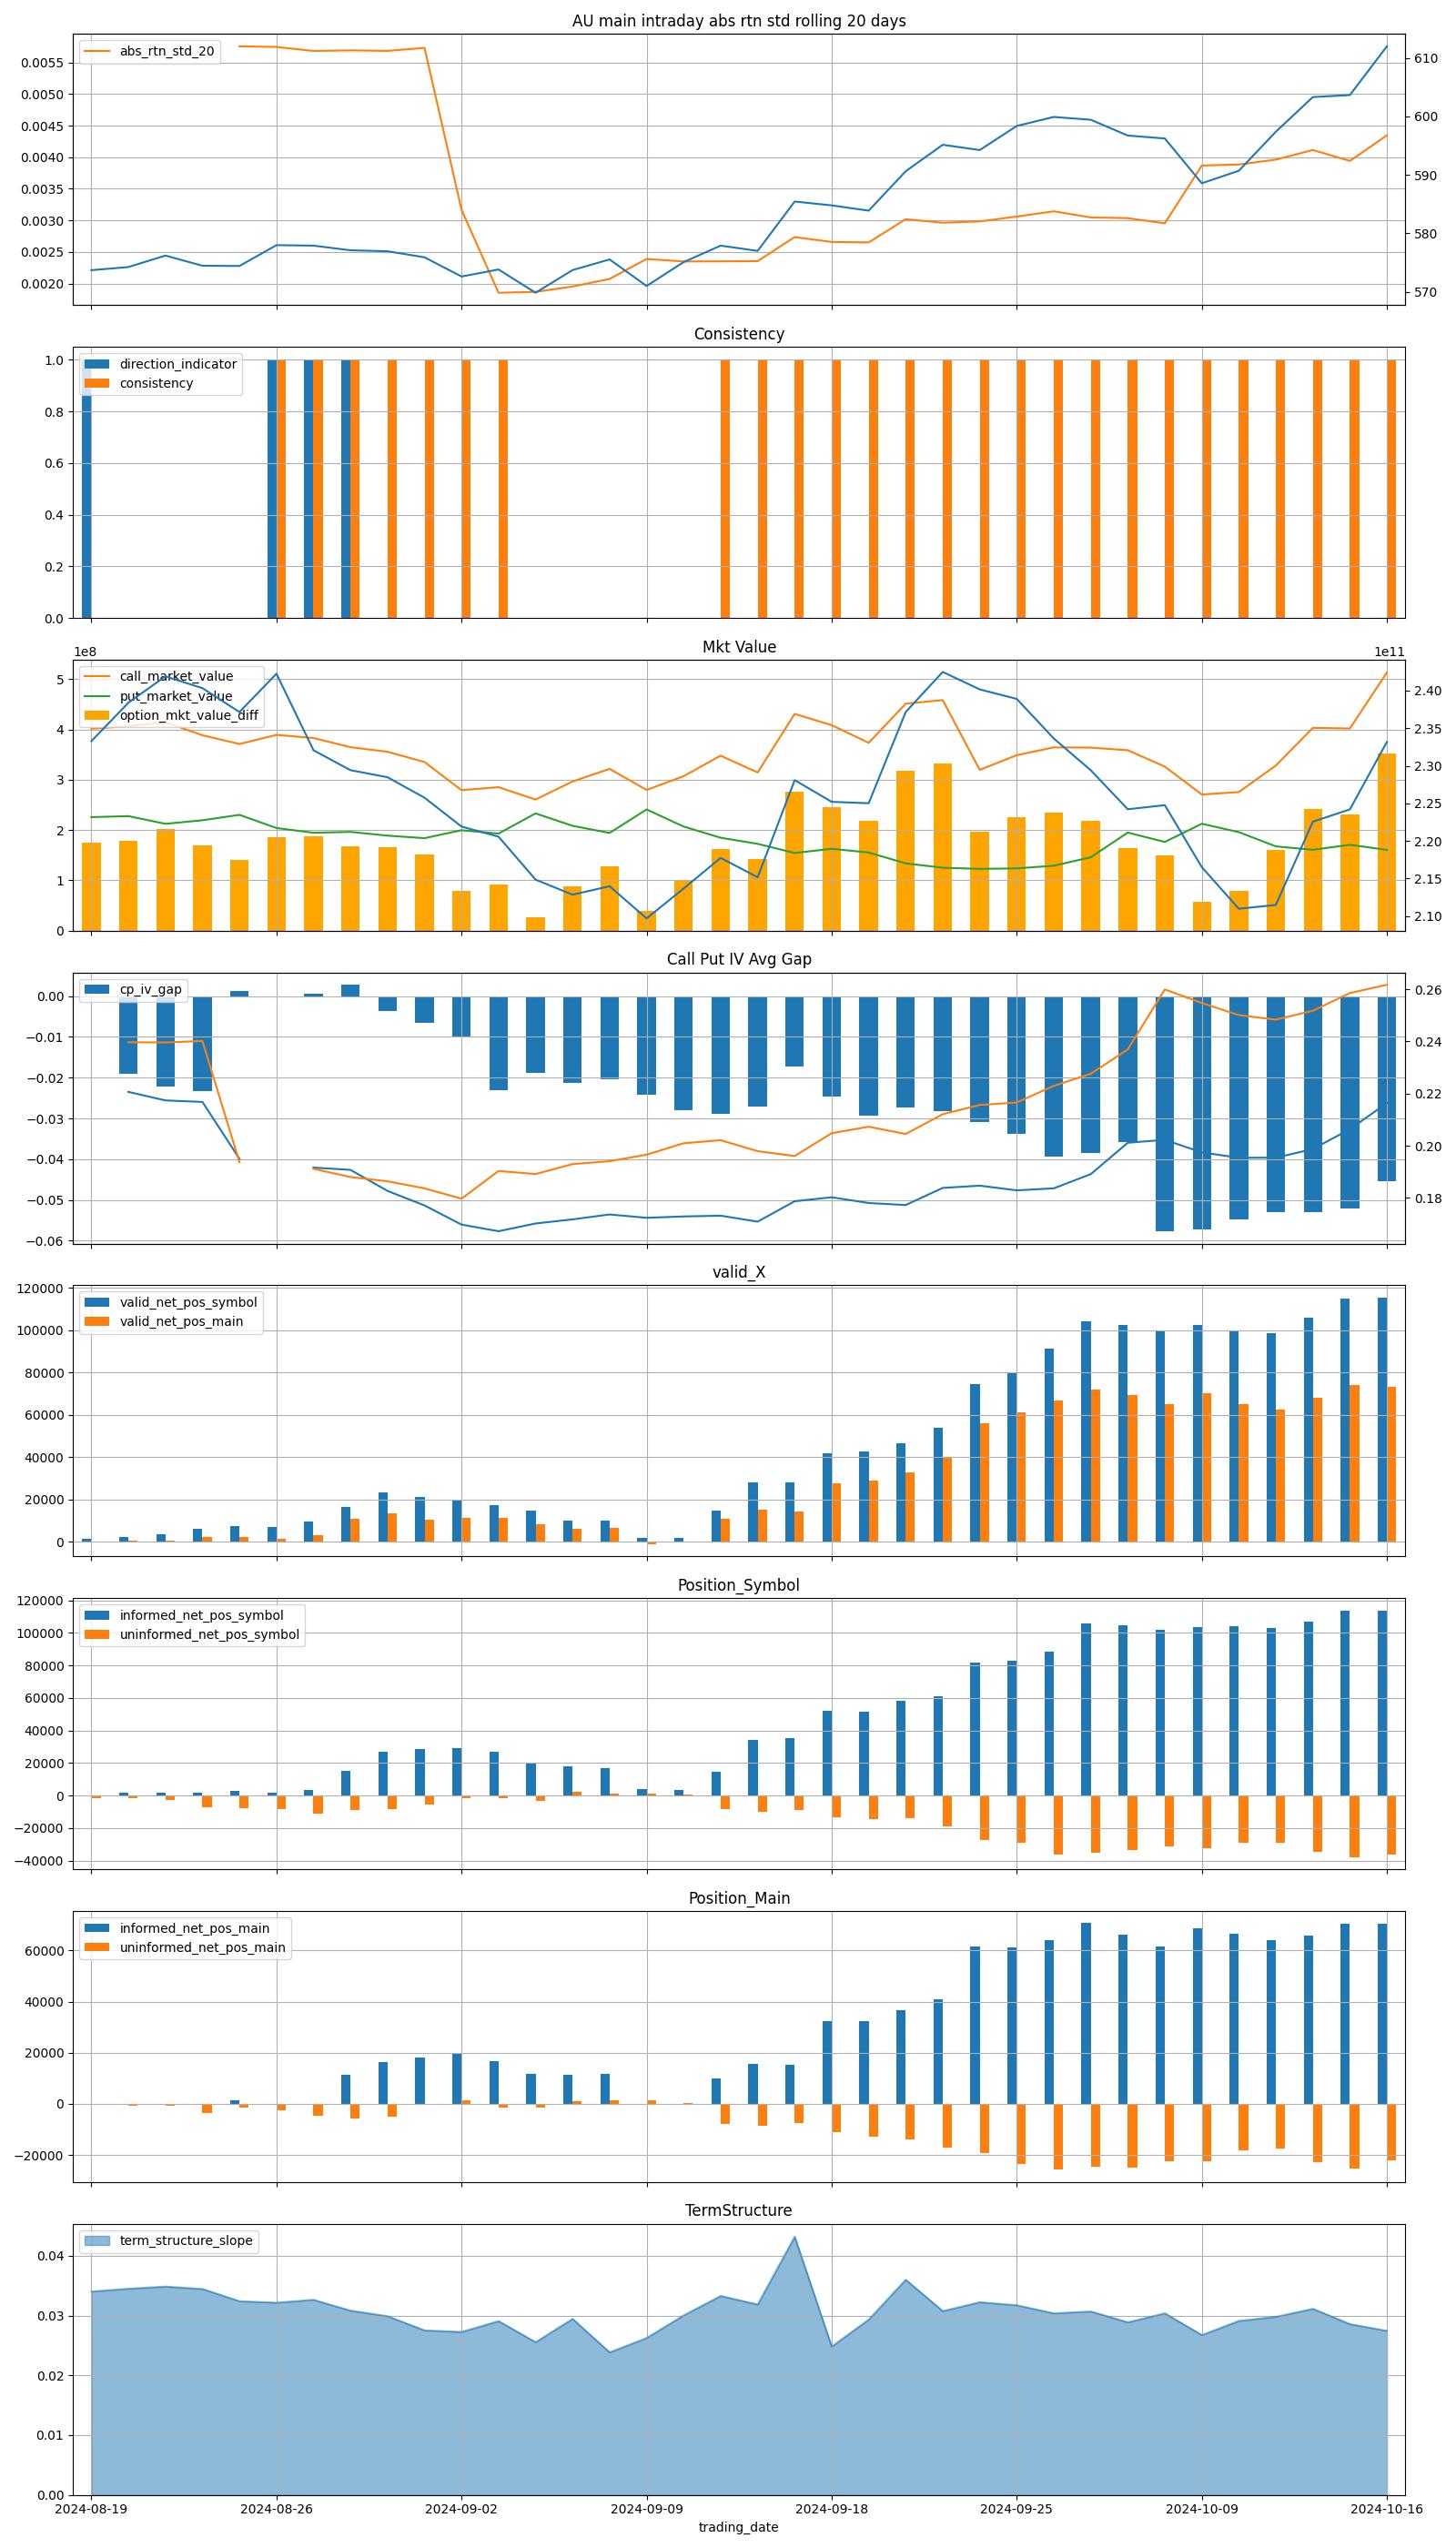 AU main intraday abs rtn std rolling 20 days
abs_rtn_std_20
0.0055
0.0050
0.0045
0.0040
0.0035
0.0030
0.0025
0.0020
610
600
590
580
570
Consistency
direction_indicator
consistency
1.0
0.8
0.6
0.4
0.2
0.0
Mkt Value
1e8
1e11
call_market_value
put_market_value
option_mkt_value_diff
5
4
3
2
1
0
2.40
2.35
2.30
2.25
2.20
2.15
2.10
Call Put IV Avg Gap
cp_iv_gap
0.00
−0.01
−0.02
−0.03
−0.04
−0.05
−0.06
0.26
0.24
0.22
0.20
0.18
valid_X
valid_net_pos_symbol
valid_net_pos_main
120000
100000
80000
60000
40000
20000
0
Position_Symbol
informed_net_pos_symbol
uninformed_net_pos_symbol
120000
100000
80000
60000
40000
20000
0
−20000
−40000
Position_Main
informed_net_pos_main
uninformed_net_pos_main
60000
40000
20000
0
−20000
TermStructure
term_structure_slope
0.04
0.03
0.02
0.01
0.00
2024-08-19 2024-08-26 2024-09-02 2024-09-09 2024-09-18 2024-09-25 2024-10-09 2024-10-16
trading_date